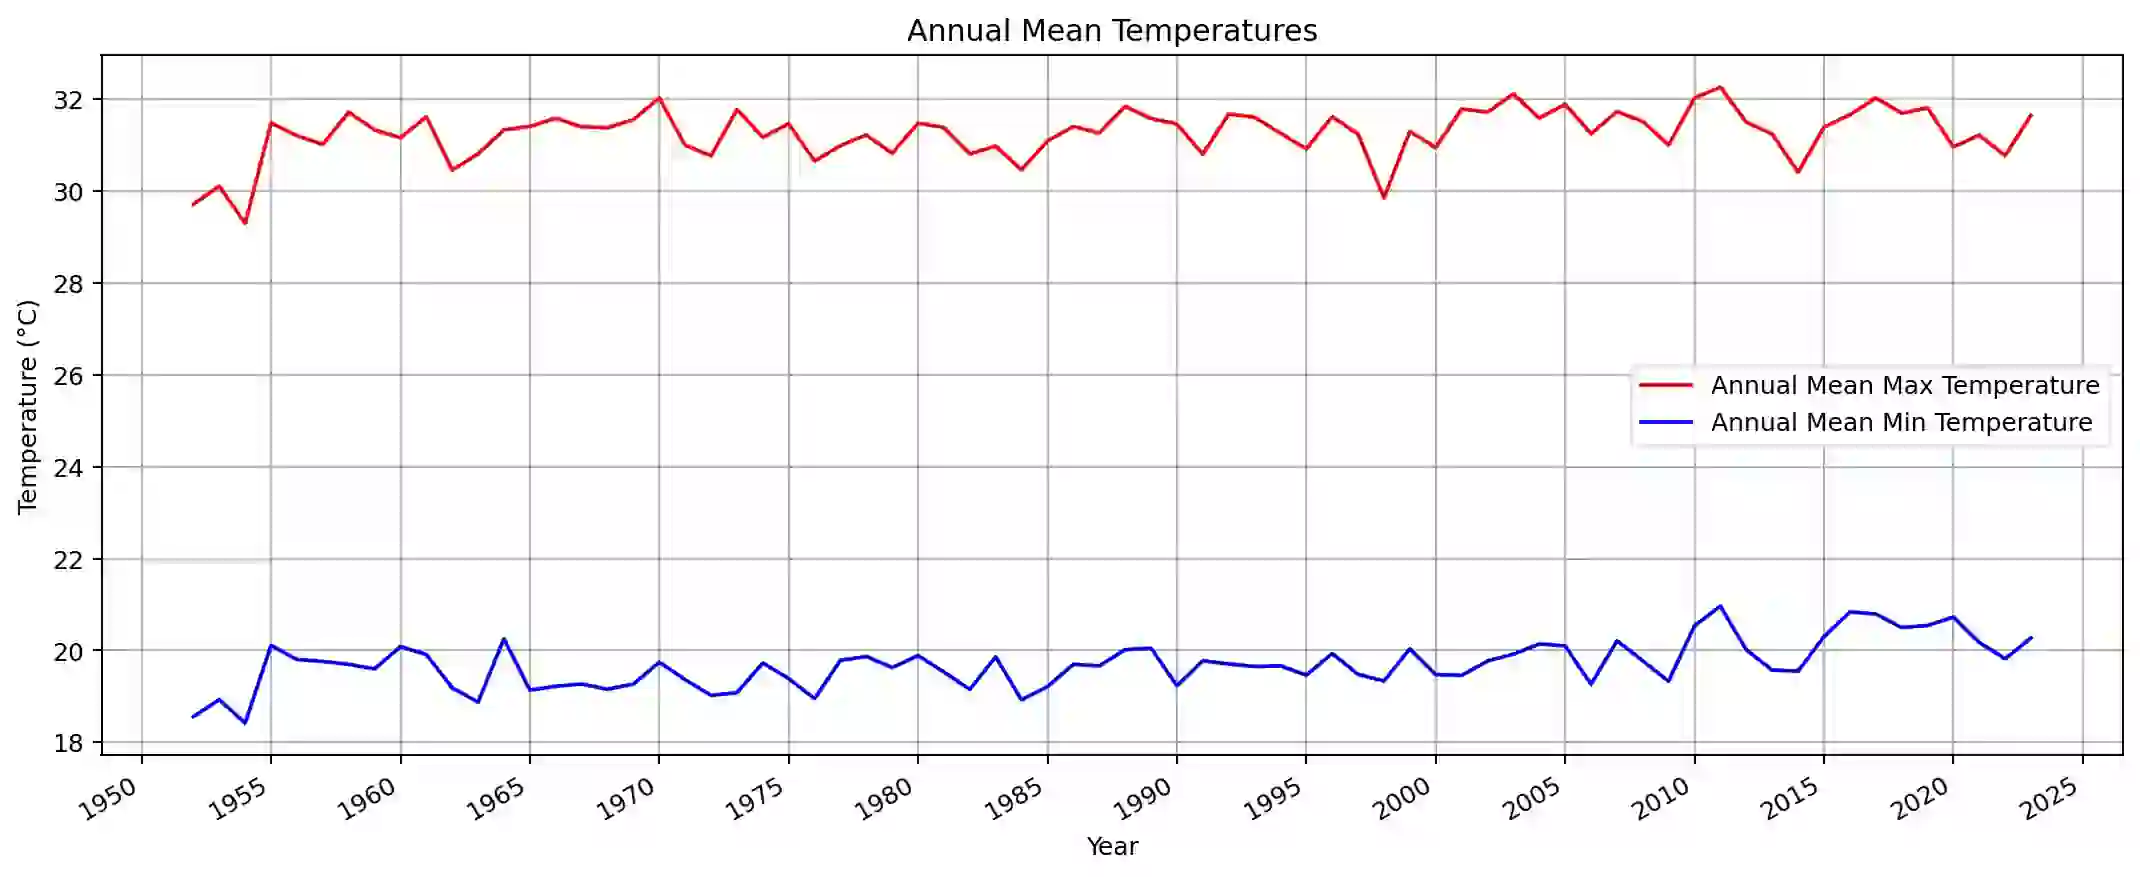 Annual Mean Temperatures
32
30
28
26
24
22
20
18
Temperature (°C)
Annual Mean Max Temperature
Annual Mean Min Temperature
1950 1955 1960 1965 1970 1975 1980 1985 1990 1995 2000 2005 2010 2015 2020 2025
Year